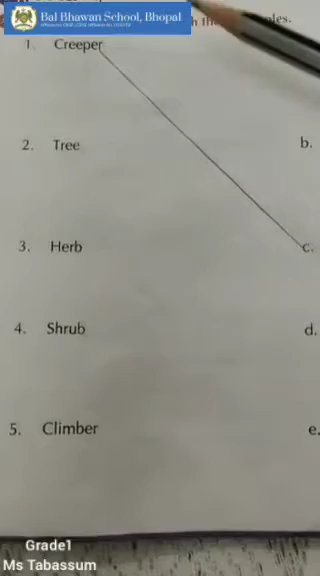 Bal Bhawan School, Bhopal
1. Creeper
2. Tree
b.
3. Herb
c.
4. Shrub
d.
5. Climber
e.
Grade1
Ms Tabassum